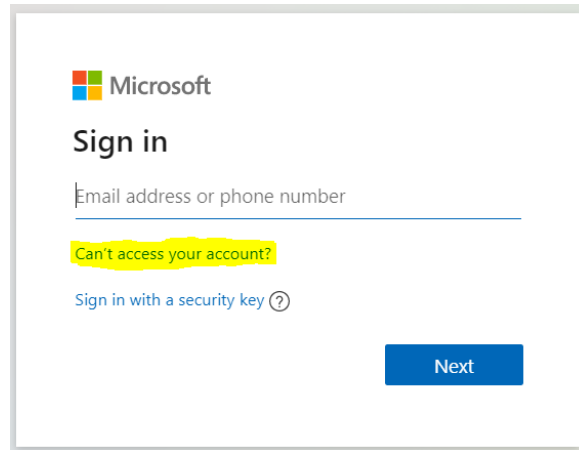 Microsoft
Sign in
Email address or phone number
Can't access your account?
Sign in with a security key ?
Next